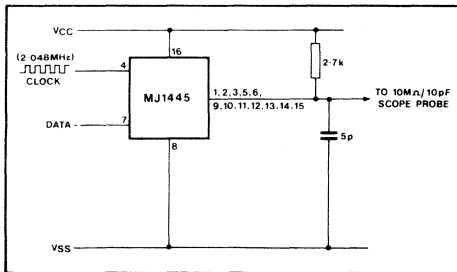 VCC
(2·048MHz)
CLOCK
4
16
MJ1445
2·7k
1, 2, 3, 5, 6,
9, 10, 11, 12, 13, 14, 15
TO 10MΩ/10pF
SCOPE PROBE
DATA
7
8
5p
VSS